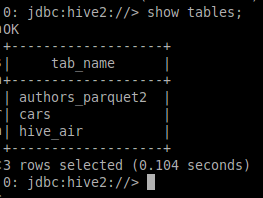 0: jdbc:hive2://> show tables;
OK
+-------------------+
|     tab_name      |
+-------------------+
| authors_parquet2  |
| cars              |
| hive_air          |
+-------------------+
3 rows selected (0.104 seconds)
0: jdbc:hive2://>